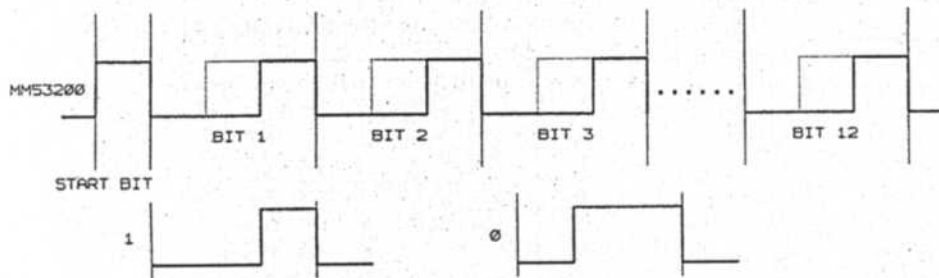 MM53200
BIT 1 BIT 2 BIT 3 ...... BIT 12
START BIT
1 Ø